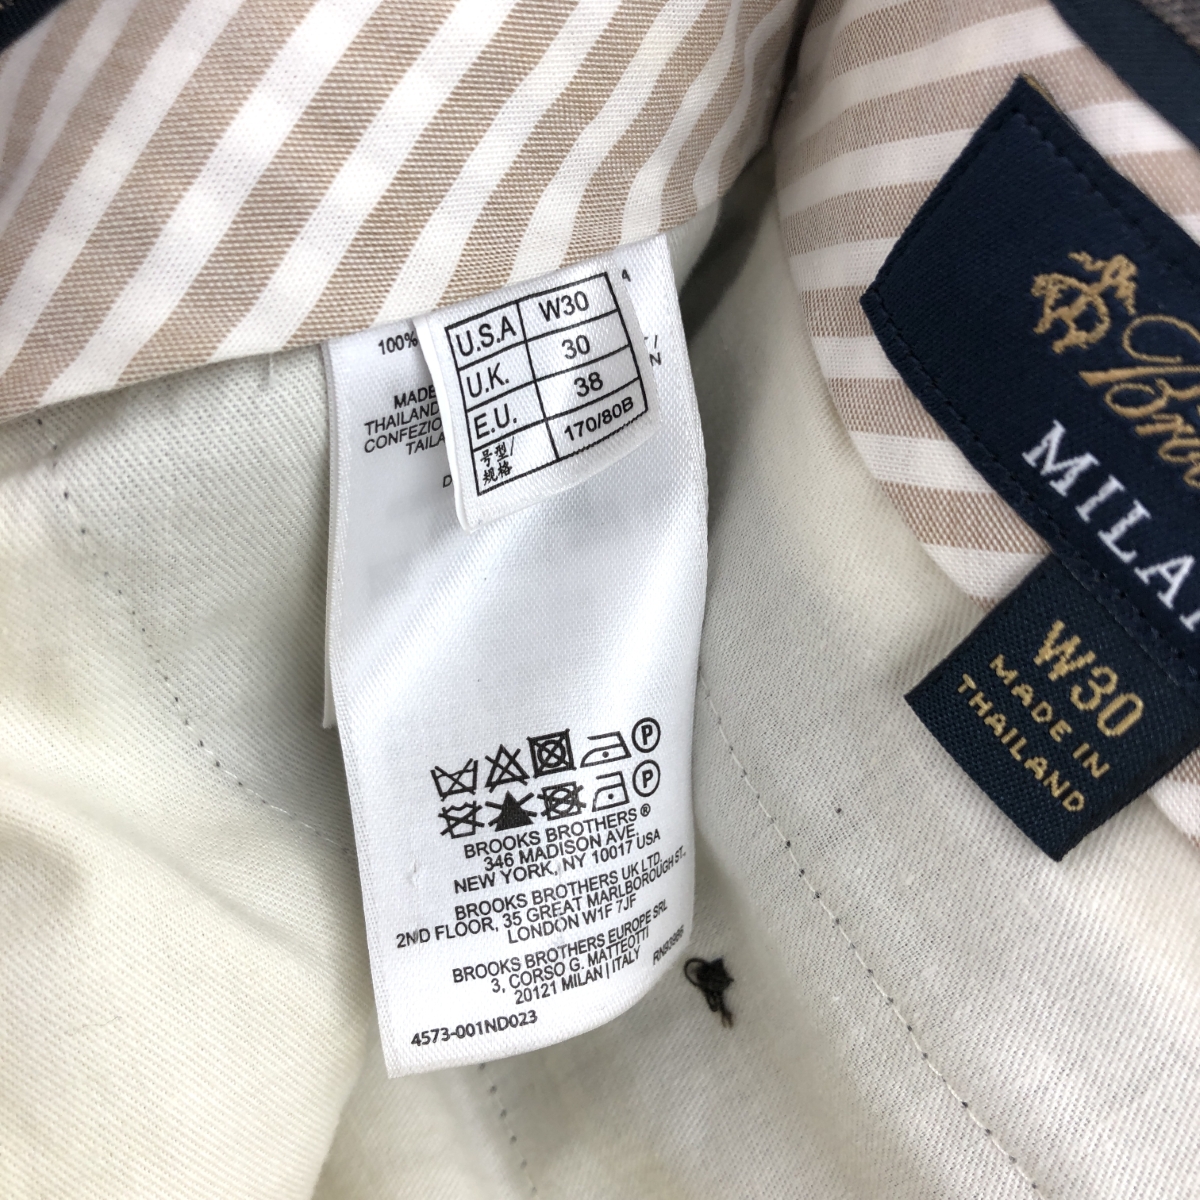 U.S.A W30
U.K. 30
E.U. 38
号型/ 170/80B
规格
100%
MADE
THAILAND
CONFEZIO
TAILA
BROOKS BROTHERS®
346 MADISON AVE.
NEW YORK, NY 10017 USA
BROOKS BROTHERS UK LTD.
2ND FLOOR, 35 GREAT MARLBOROUGH ST.,
LONDON W1F 7JF
BROOKS BROTHERS EUROPE SRL
3, CORSO G. MATTEOTTI
20121 MILAN | ITALY
4573-001ND023
P
P
MILA
W30
MADE IN
THAILAND